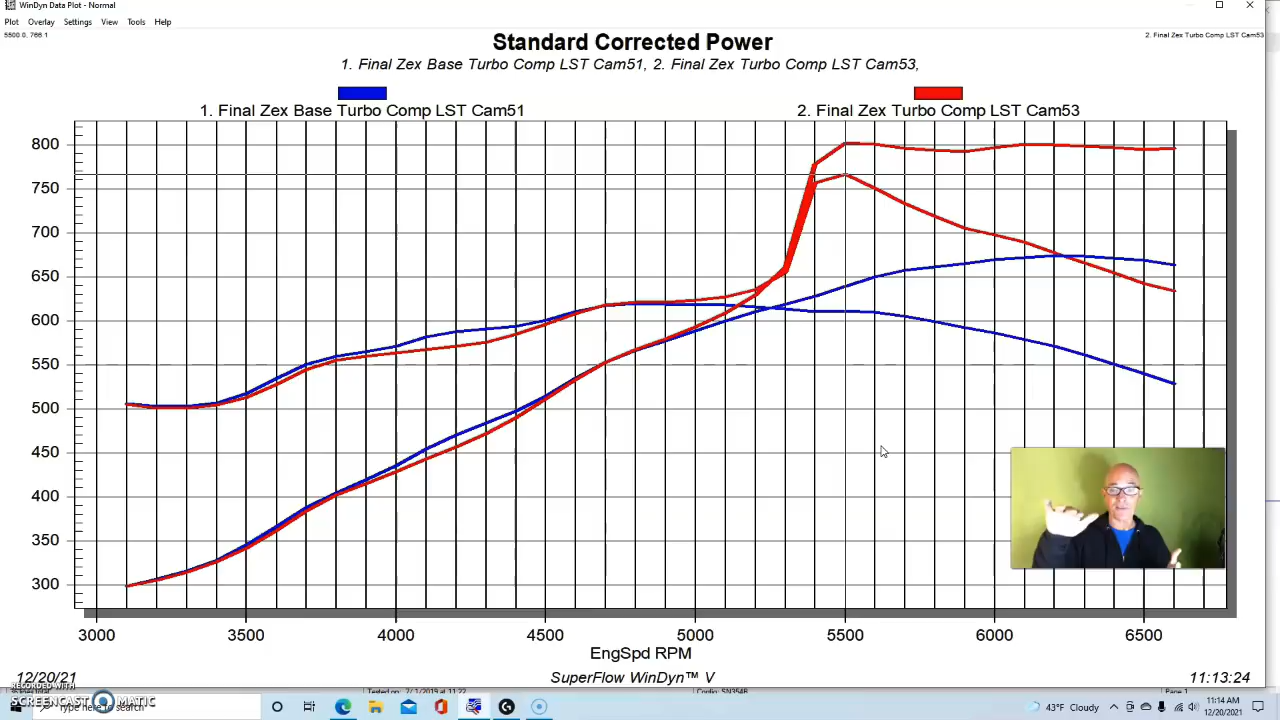 WinDyn Data Plot - Normal
Plot Overlay Settings View Tools Help
2. Final Zex Turbo Comp LST Cam53
Standard Corrected Power
1. Final Zex Base Turbo Comp LST Cam51, 2. Final Zex Turbo Comp LST Cam53,
1. Final Zex Base Turbo Comp LST Cam51
2. Final Zex Turbo Comp LST Cam53
800
750
700
650
600
550
500
450
400
350
300
3000 3500 4000 4500 5000 5500 6000 6500
EngSpd RPM
12/20/21 SuperFlow WinDyn™ V 11:13:24
RECORDED WITH
SCREENCAST MATIC
43°F Cloudy
11:14 AM
12/20/2021